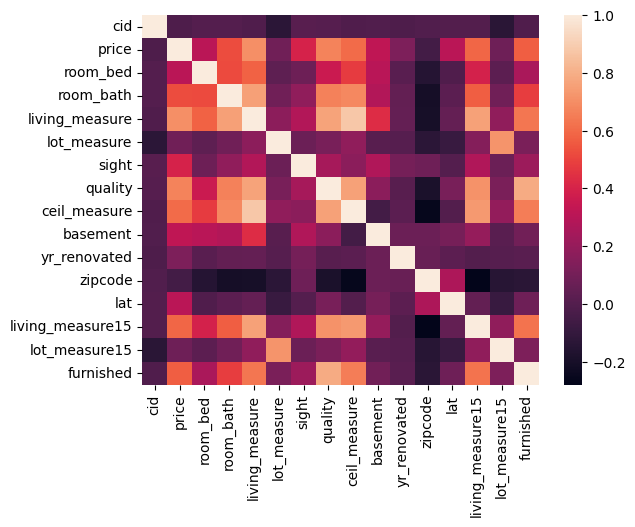 cid
price
room_bed
room_bath
living_measure
lot_measure
sight
quality
ceil_measure
basement
yr_renovated
zipcode
lat
living_measure15
lot_measure15
furnished
cid
price
room_bed
room_bath
living_measure
lot_measure
sight
quality
ceil_measure
basement
yr_renovated
zipcode
lat
living_measure15
lot_measure15
furnished
1.0
0.8
0.6
0.4
0.2
0.0
−0.2